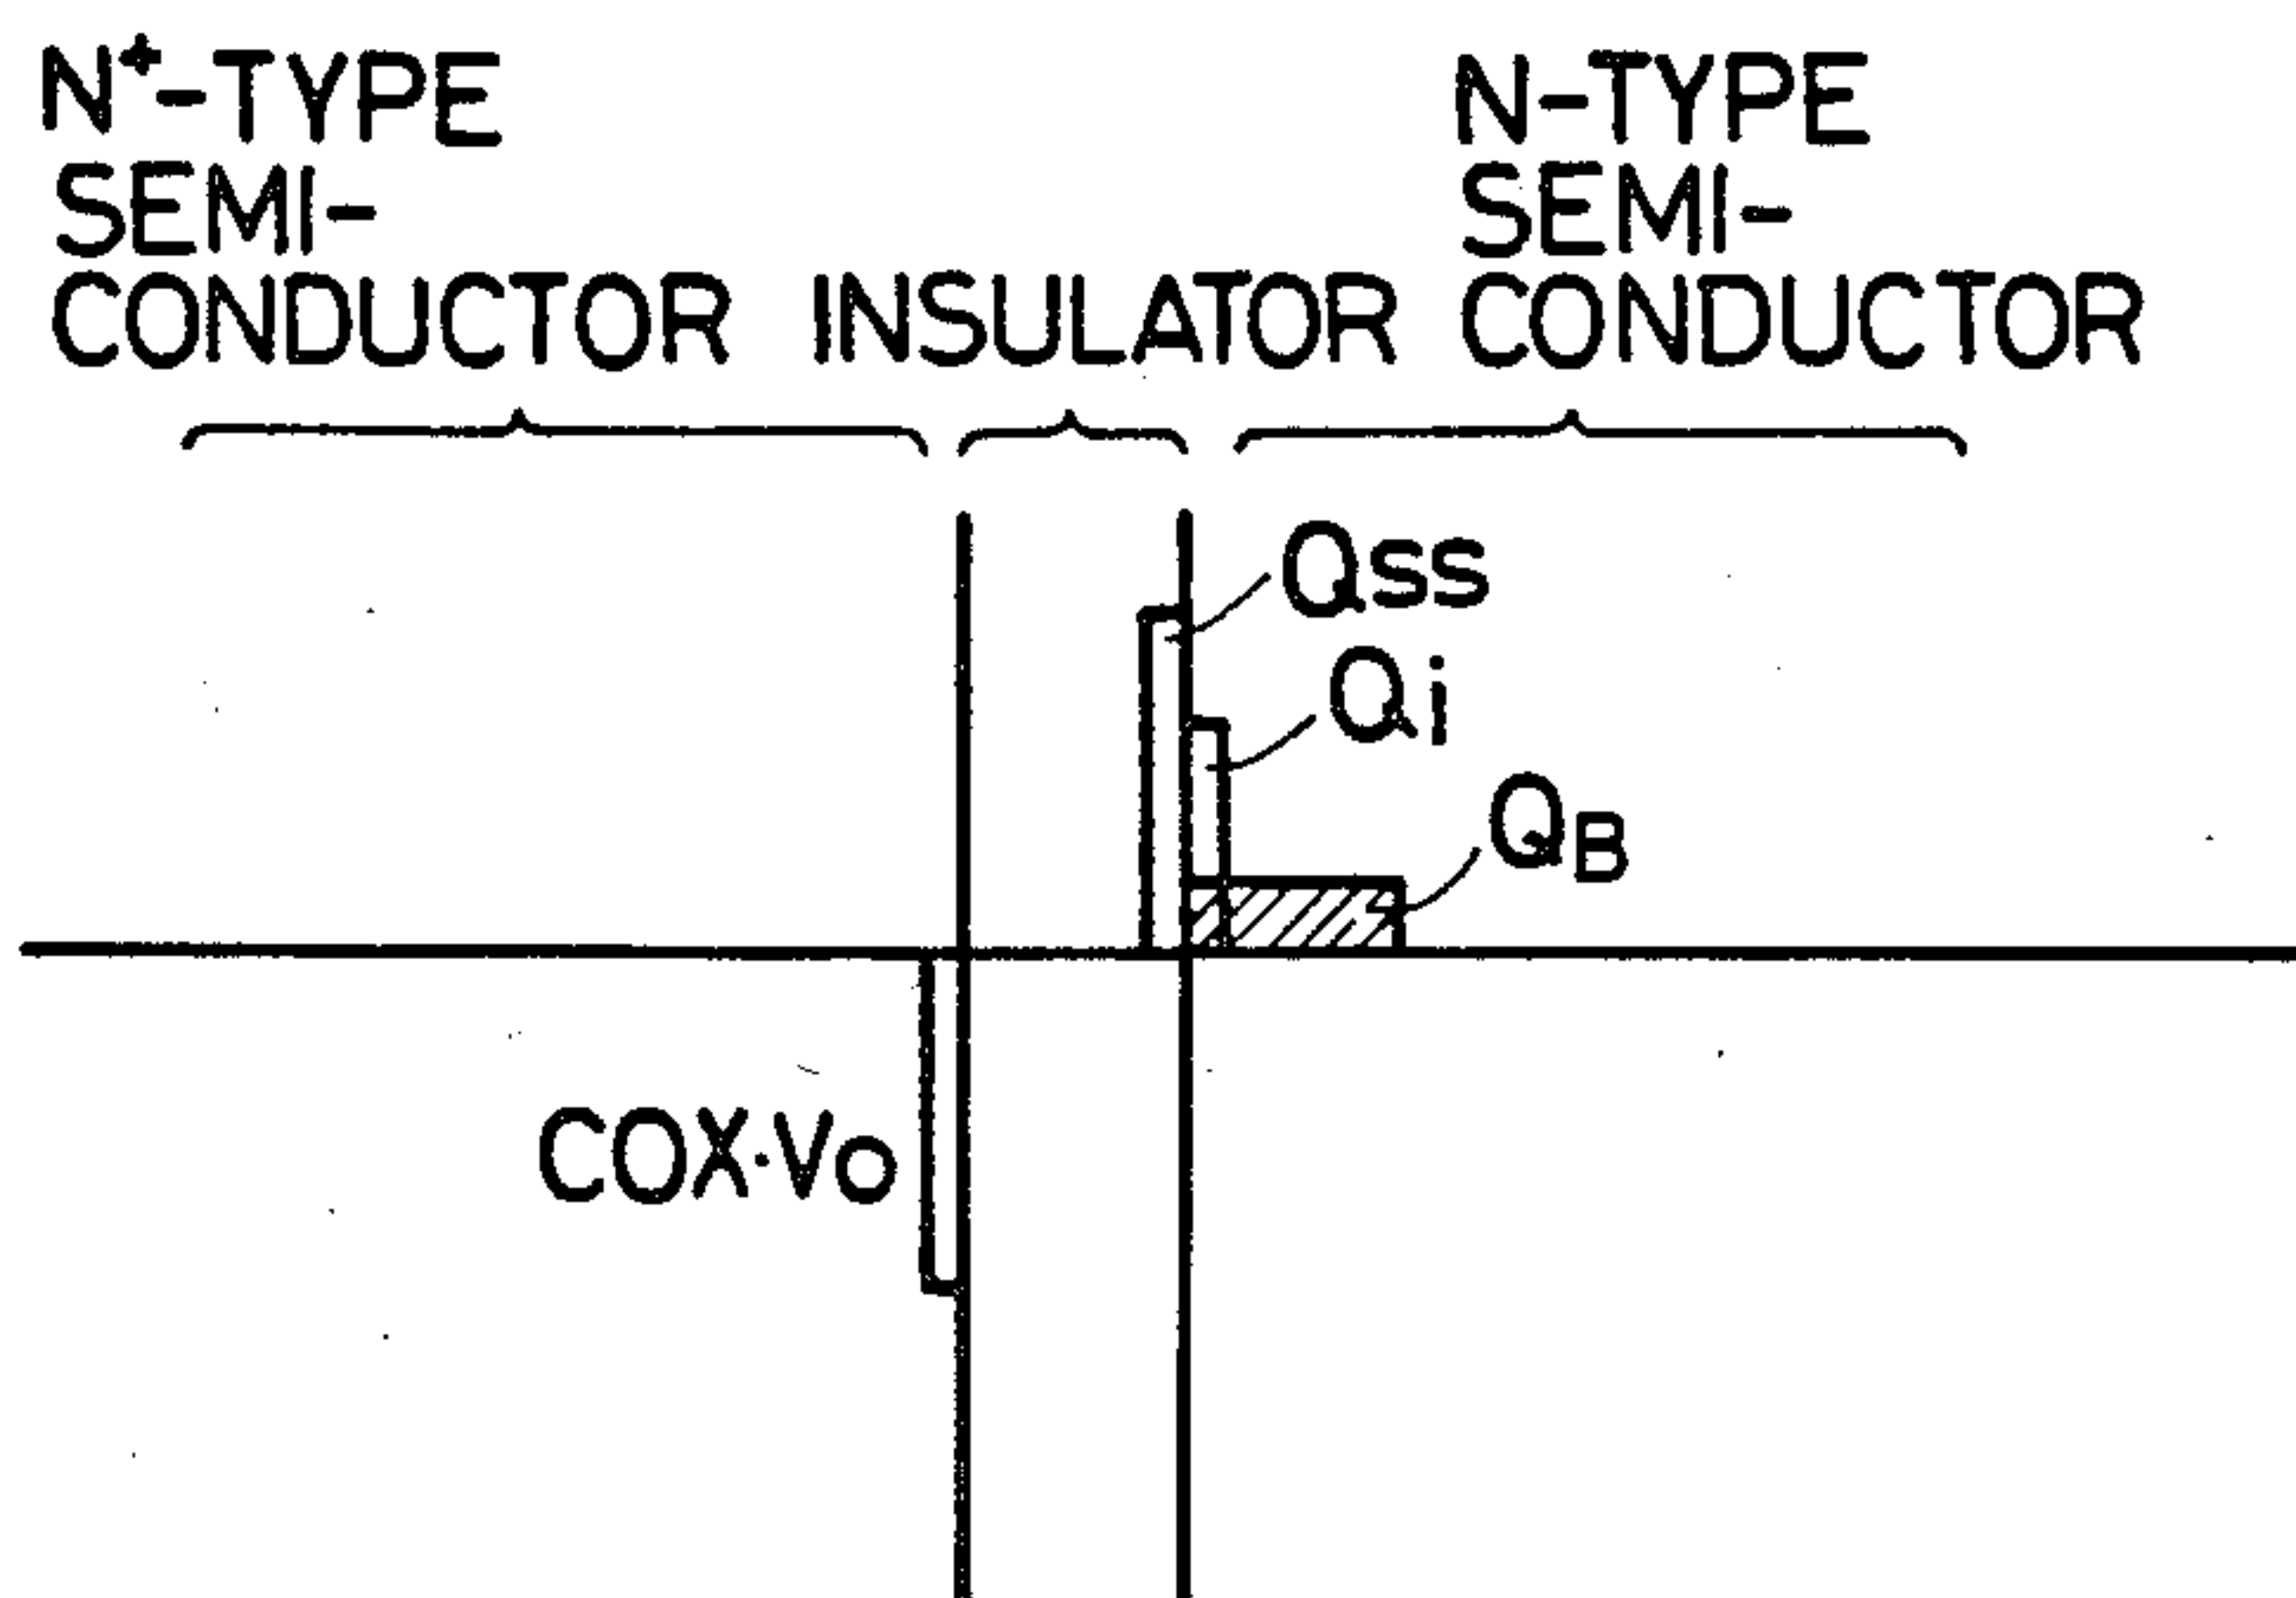 N⁺-TYPE
SEMI-
CONDUCTOR
INSULATOR
N-TYPE
SEMI-
CONDUCTOR
Qss
Qi
QB
COX·Vo